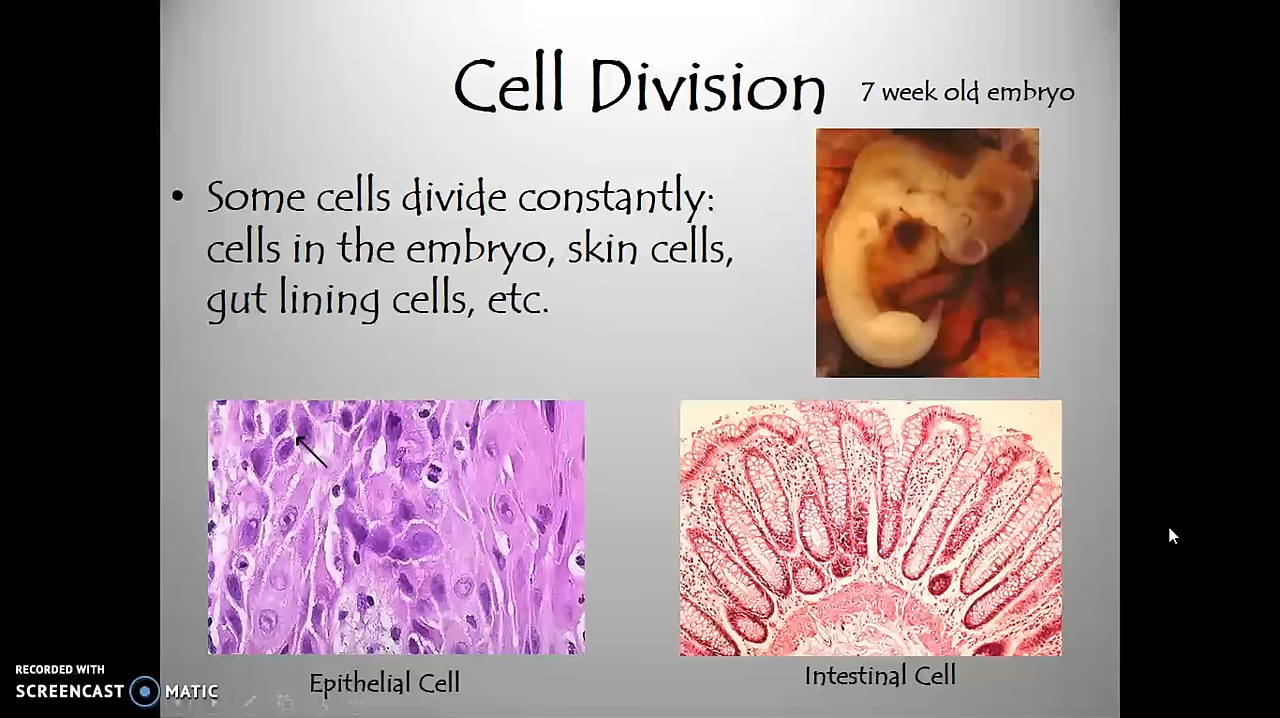 Cell Division
7 week old embryo
• Some cells divide constantly:
cells in the embryo, skin cells,
gut lining cells, etc.
Epithelial Cell
Intestinal Cell
RECORDED WITH
SCREENCAST MATIC